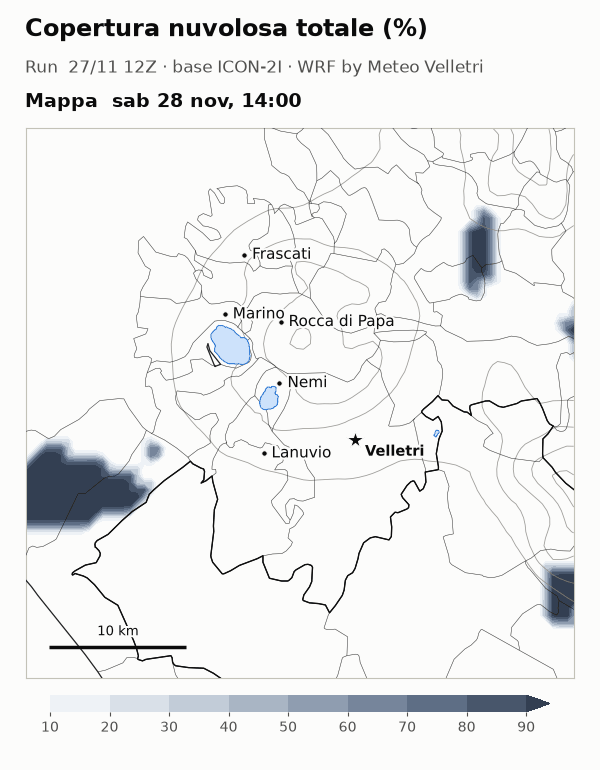 Copertura nuvolosa totale (%)
Run  27/11 12Z · base ICON-2I · WRF by Meteo Velletri
Mappa  sab 28 nov, 14:00
Frascati
Marino
Rocca di Papa
Nemi
Velletri
Lanuvio
10 km
10 20 30 40 50 60 70 80 90